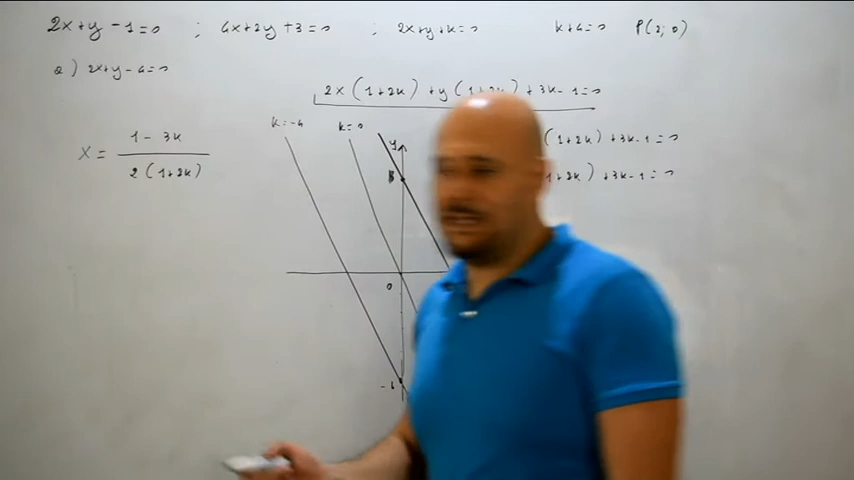 2x+y-1=0 ; 4x+2y+3=0 ; 2x+y+k=0 k+4=0 P(2;0)
a) 2x+y-4=0
2x(1+2k)+y(1+2k)+3k-1=0
k=-4 k=0 y
x = 1-3k / 2(1+2k)
(1+2k)+3k-1=0
1+2k)+3k-1=0
0